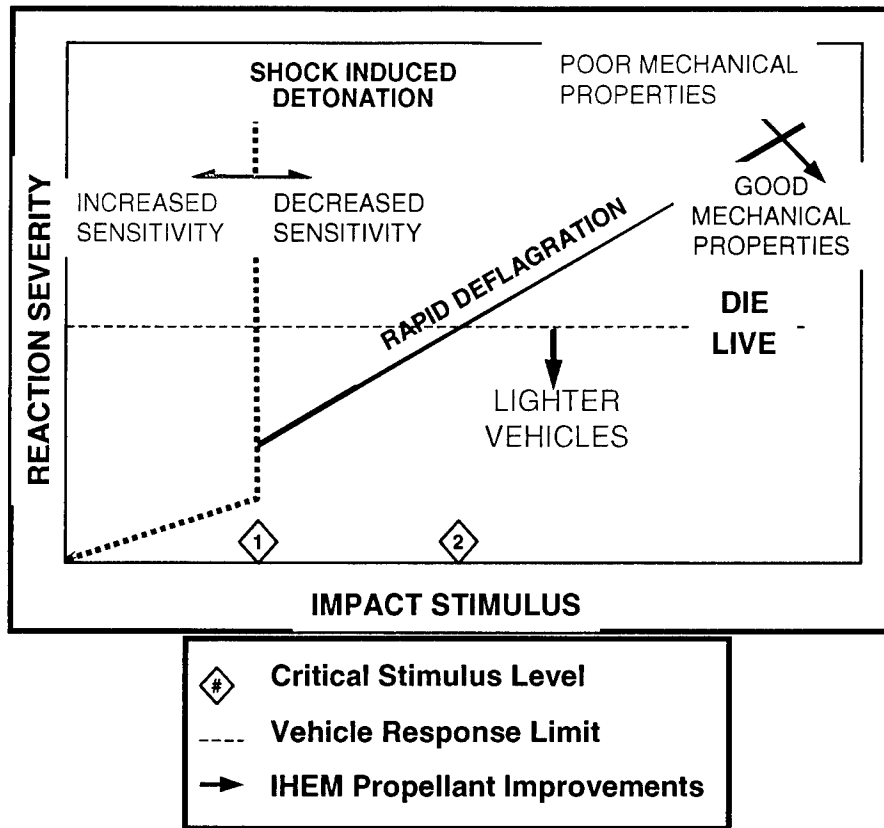 SHOCK INDUCED
DETONATION
POOR MECHANICAL
PROPERTIES
INCREASED
SENSITIVITY
DECREASED
SENSITIVITY
GOOD
MECHANICAL
PROPERTIES
RAPID DEFLAGRATION
DIE
LIVE
LIGHTER
VEHICLES
REACTION SEVERITY
1
2
IMPACT STIMULUS
# Critical Stimulus Level
Vehicle Response Limit
IHEM Propellant Improvements